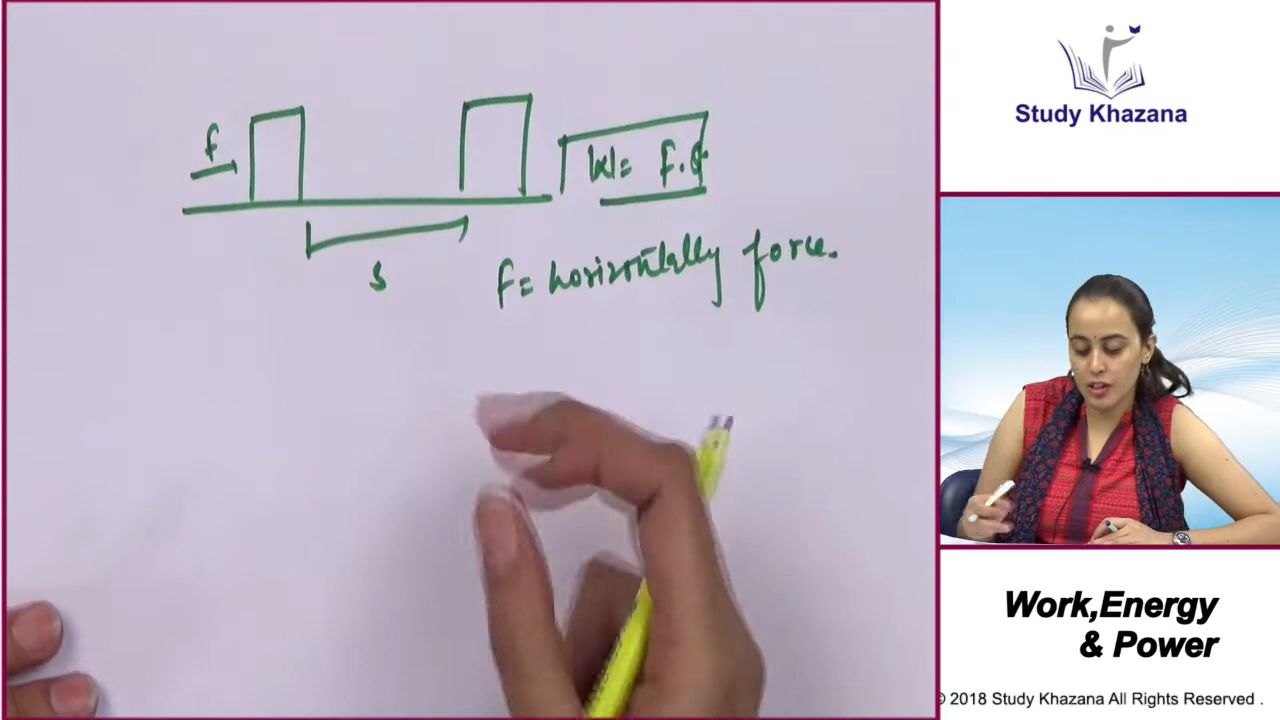 f
W = f.s
s
f = horizontally force.
Study Khazana
Work,Energy
& Power
© 2018 Study Khazana All Rights Reserved .